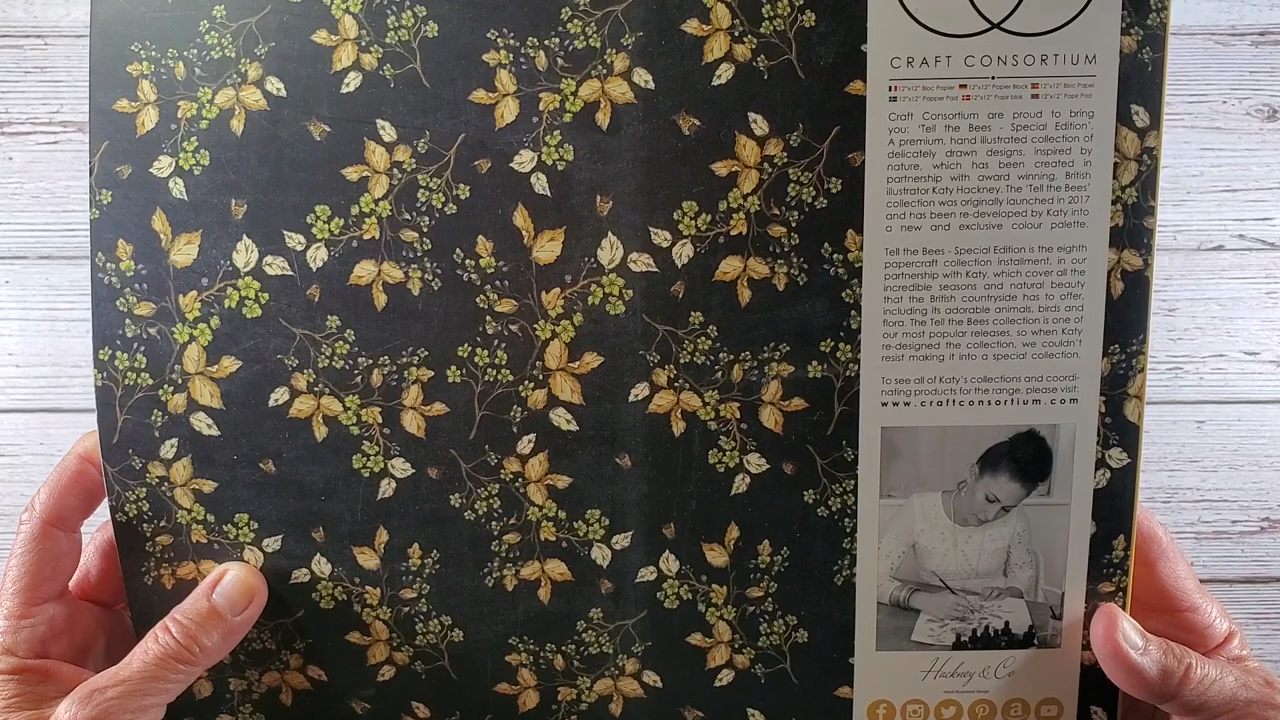 CRAFT CONSORTIUM
12"x12" Bloc Papier 12"x12" Papier Block 12"x12" Bloc Papel
12"x12" Papper Pad 12"x12" Papir blok 12"x12" Papir Pad
Craft Consortium are proud to bring
you: 'Tell the Bees - Special Edition'.
A premium, hand illustrated collection of
delicately drawn designs, inspired by
nature, which has been created in
partnership with award winning, British
illustrator Katy Hackney. The 'Tell the Bees'
collection was originally launched in 2017
and has been re-developed by Katy into
a new and exclusive colour palette.
Tell the Bees - Special Edition is the eighth
papercraft collection installment, in our
partnership with Katy, which cover all the
incredible seasons and natural beauty
that the British countryside has to offer,
including its adorable animals, birds and
flora. The Tell the Bees collection is one of
our most popular releases, so when Katy
re-designed the collection, we couldn't
resist making it into a special collection.
To see all of Katy's collections and coordi-
nating products for the range, please visit:
www.craftconsortium.com
Hackney & Co
Hand Illustrated Design